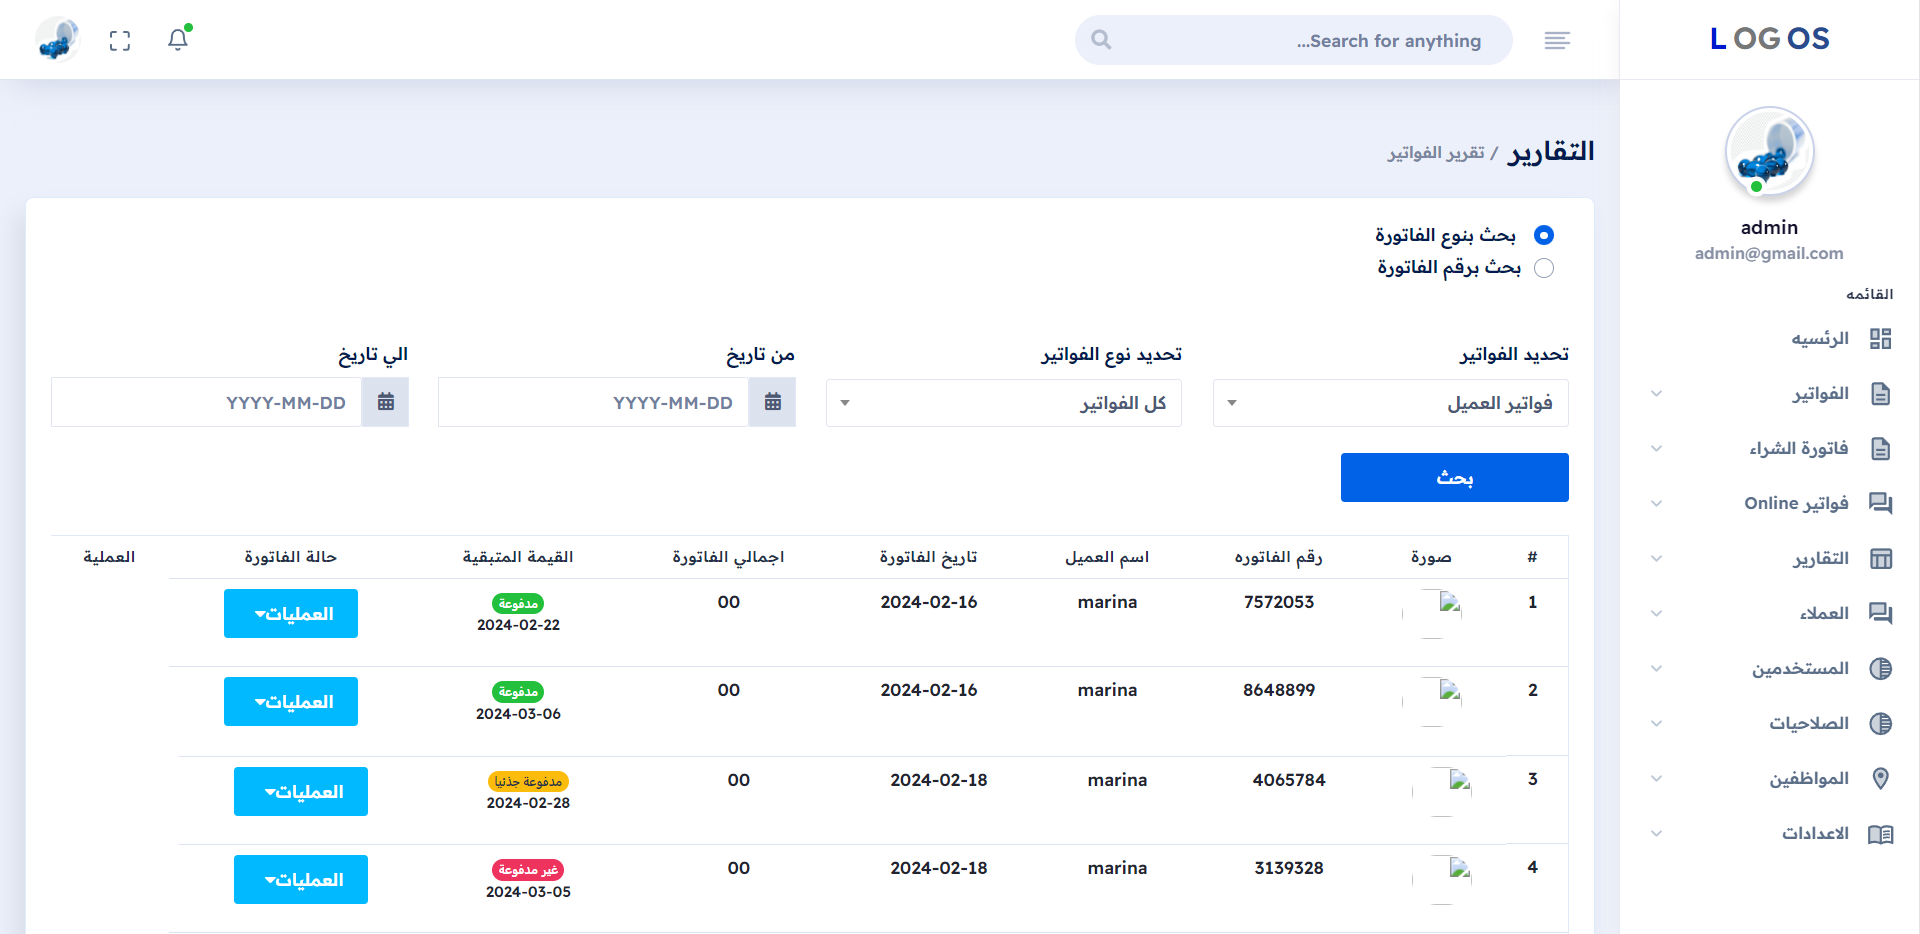 LOGOS
Search for anything...
admin
admin@gmail.com
القائمه
الرئسيه
الفواتير
فاتورة الشراء
فواتير Online
التقارير
العملاء
المستخدمين
الصلاحيات
المواظفين
الاعدادات
التقارير / تقرير الفواتير
بحث بنوع الفاتورة
بحث برقم الفاتورة
تحديد الفواتير
فواتير العميل
تحديد نوع الفواتير
كل الفواتير
من تاريخ
YYYY-MM-DD
الي تاريخ
YYYY-MM-DD
بحث
# صورة رقم الفاتوره اسم العميل تاريخ الفاتورة اجمالي الفاتورة القيمة المتبقية حالة الفاتورة العملية
1 7572053 marina 2024-02-16 00 مدفوعة العمليات
2024-02-22
2 8648899 marina 2024-02-16 00 مدفوعة العمليات
2024-03-06
3 4065784 marina 2024-02-18 00 مدفوعة جذئيا العمليات
2024-02-28
4 3139328 marina 2024-02-18 00 غير مدفوعة العمليات
2024-03-05